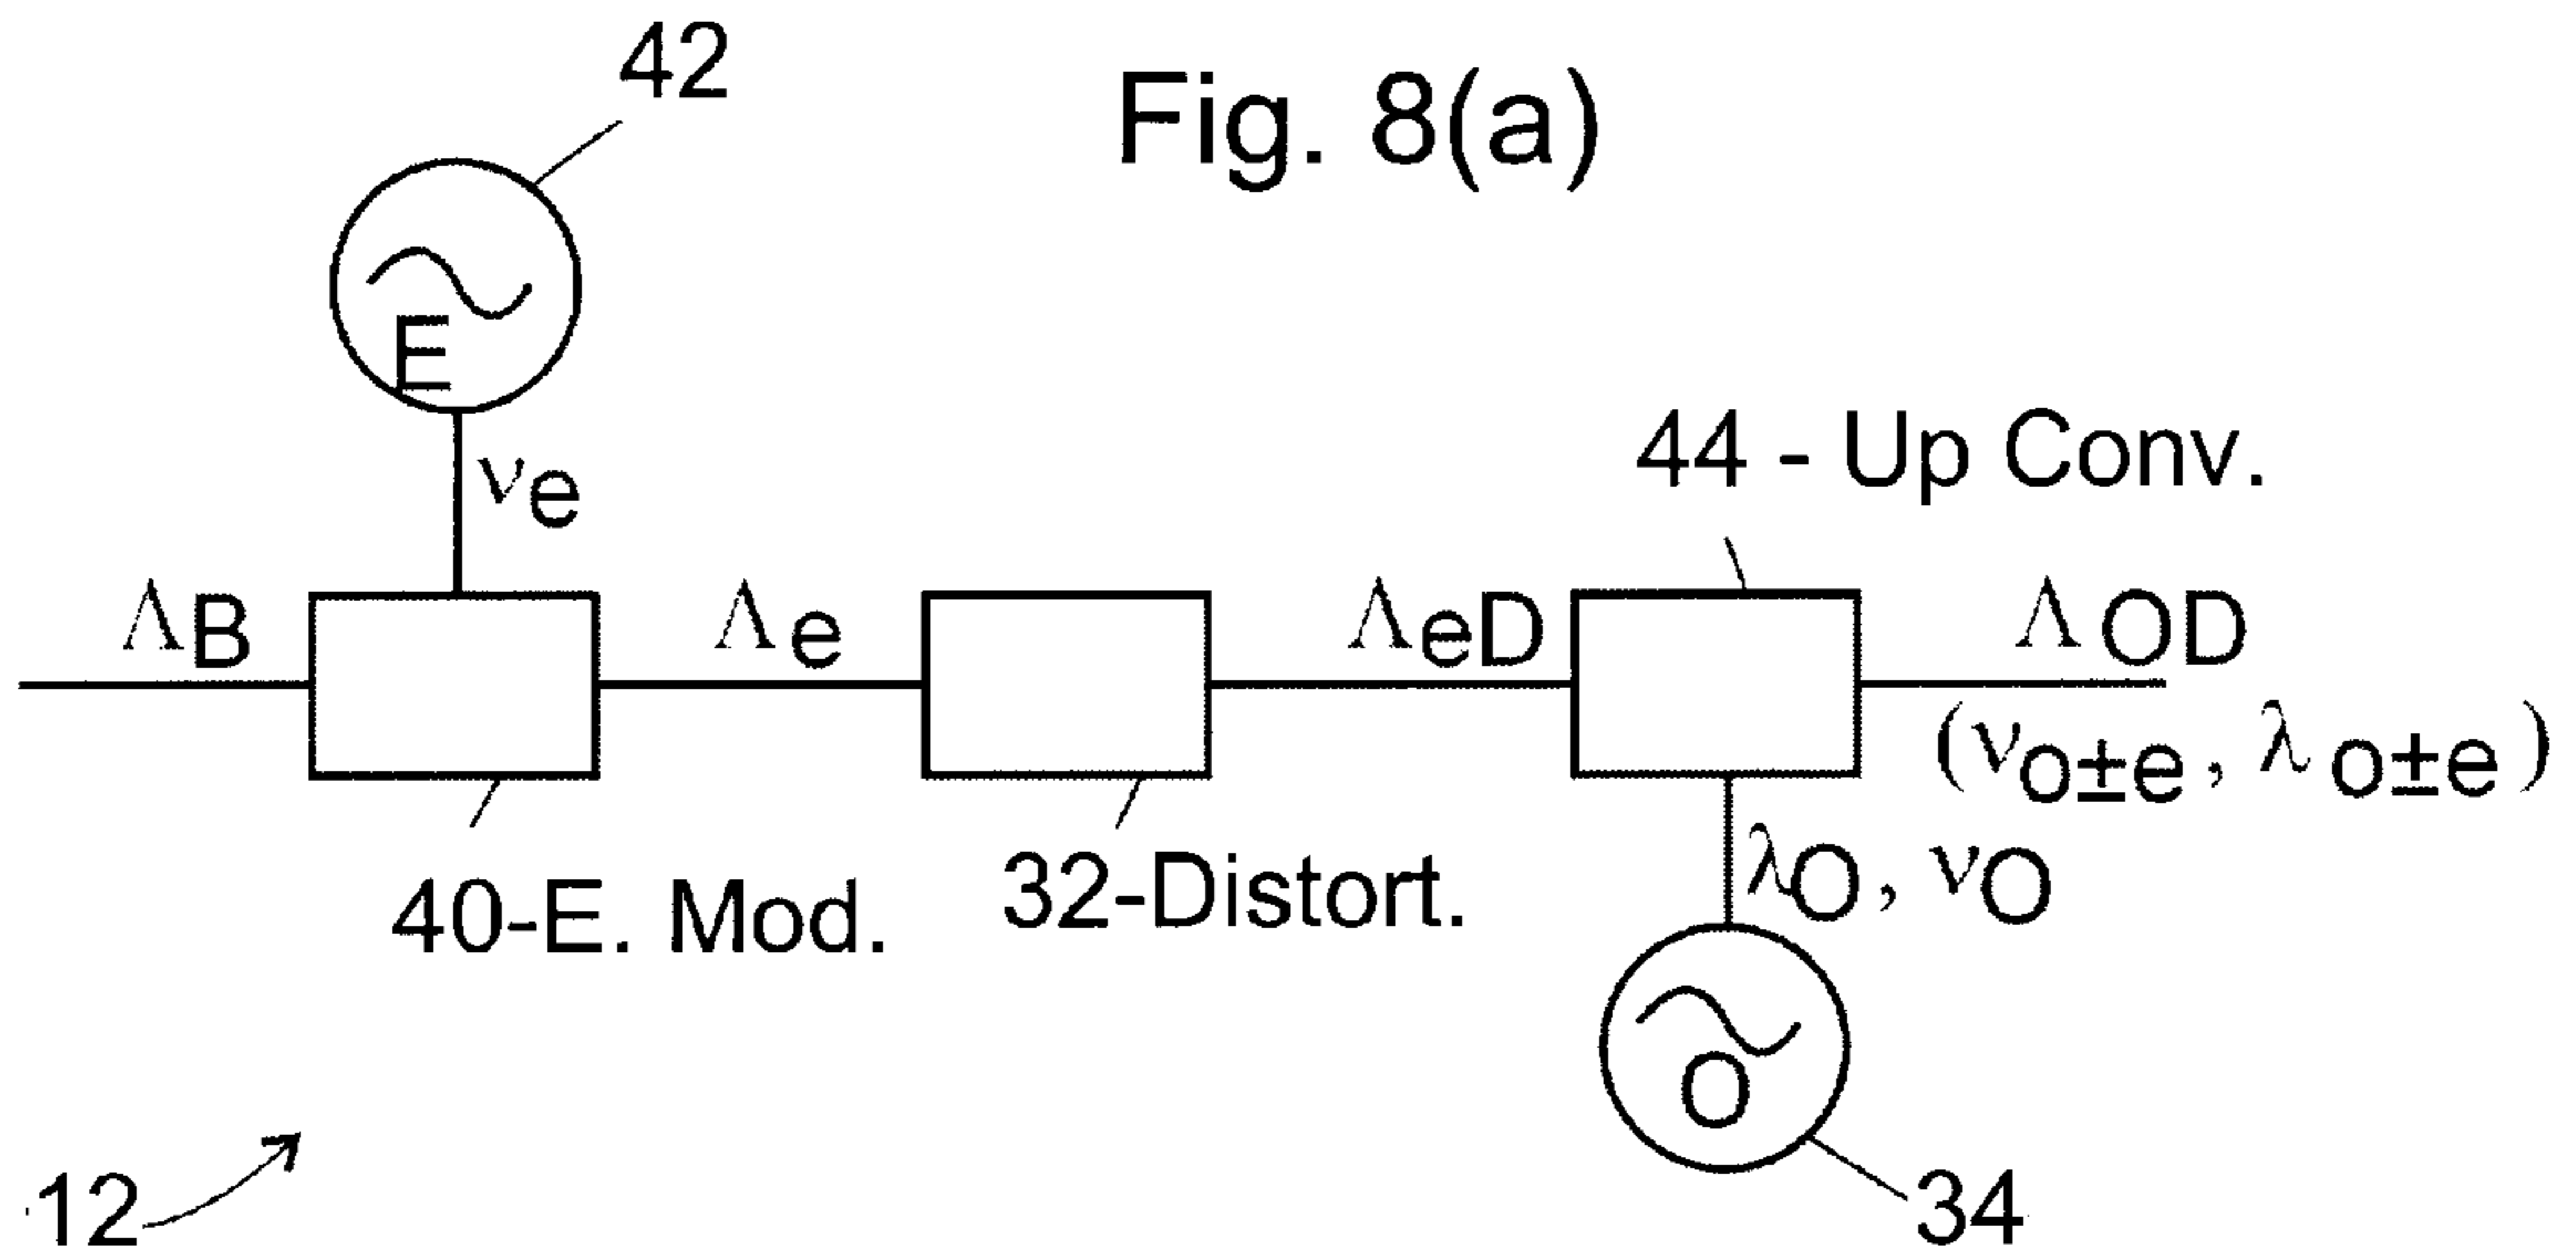 42
Fig. 8(a)
E
νe
44 - Up Conv.
ΛB
Λe
ΛeD
ΛOD
(νo±e, λo±e)
λO, νO
40-E. Mod.
32-Distort.
O
12
34